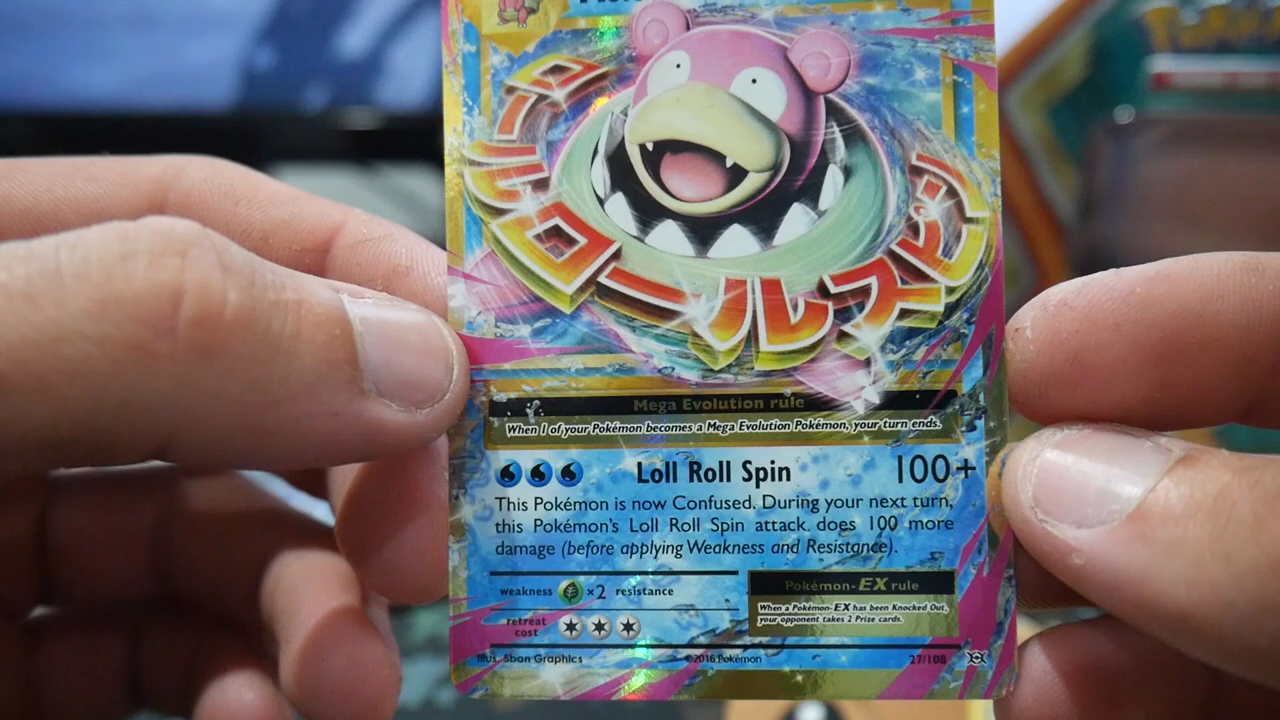 ロロールロールスピン
Mega Evolution rule
When 1 of your Pokémon becomes a Mega Evolution Pokémon, your turn ends.
Loll Roll Spin 100+
This Pokémon is now Confused. During your next turn,
this Pokémon's Loll Roll Spin attack does 100 more
damage (before applying Weakness and Resistance).
weakness ×2 resistance
Pokémon-EX rule
When a Pokémon-EX has been Knocked Out,
your opponent takes 2 Prize cards.
retreat
cost
Illus. 5ban Graphics ©2016 Pokémon 27/108